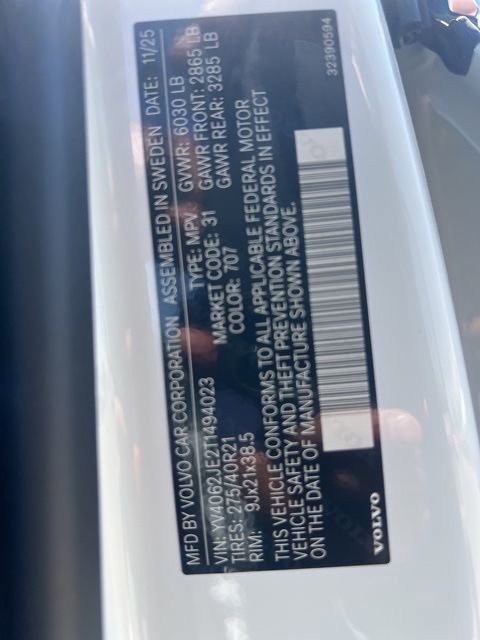 MFD BY VOLVO CAR CORPORATION ASSEMBLED IN SWEDEN DATE: 11/25
VIN: YV4062JE2T1494023 TYPE: MPV GVWR: 6030 LB
TIRES: 275/40R21 MARKET CODE: 31 GAWR FRONT: 2865 LB
RIM: 9Jx21x38.5 COLOR: 707 GAWR REAR: 3285 LB
THIS VEHICLE CONFORMS TO ALL APPLICABLE FEDERAL MOTOR
VEHICLE SAFETY AND THEFT PREVENTION STANDARDS IN EFFECT
ON THE DATE OF MANUFACTURE SHOWN ABOVE.
VOLVO
32390594